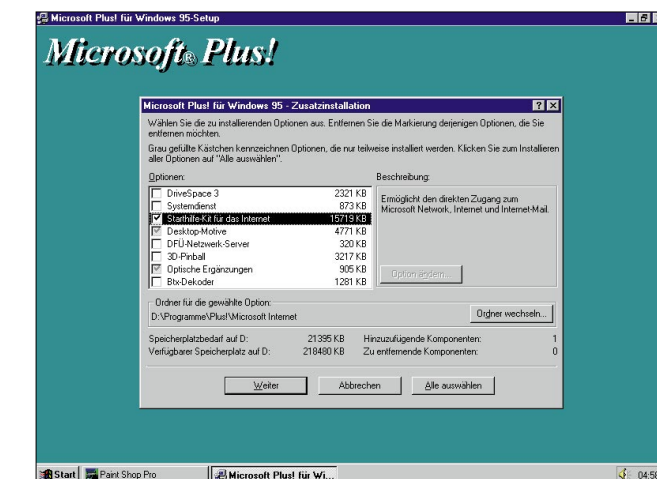 Microsoft Plus! für Windows 95-Setup
Microsoft® Plus!
Microsoft Plus! für Windows 95 - Zusatzinstallation
Wählen Sie die zu installierenden Optionen aus. Entfernen Sie die Markierung derjenigen Optionen, die Sie
entfernen möchten.
Grau gefüllte Kästchen kennzeichnen Optionen, die nur teilweise installiert werden. Klicken Sie zum Installieren
aller Optionen auf "Alle auswählen".
Optionen:
DriveSpace 3 2321 KB
Systemdienst 873 KB
Starthilfe-Kit für das Internet 15719 KB
Desktop-Motive 4771 KB
DFÜ-Netzwerk-Server 320 KB
3D-Pinball 3217 KB
Optische Ergänzungen 905 KB
Btx-Dekoder 1281 KB
Beschreibung:
Ermöglicht den direkten Zugang zum
Microsoft Network, Internet und Internet-Mail.
Option ändern...
Ordner für die gewählte Option:
D:\Programme\Plus!\Microsoft Internet
Ordner wechseln...
Speicherplatzbedarf auf D: 21395 KB Hinzuzufügende Komponenten: 1
Verfügbarer Speicherplatz auf D: 218480 KB Zu entfernende Komponenten: 0
Weiter Abbrechen Alle auswählen
Start Paint Shop Pro Microsoft Plus! für Wi... 04:58